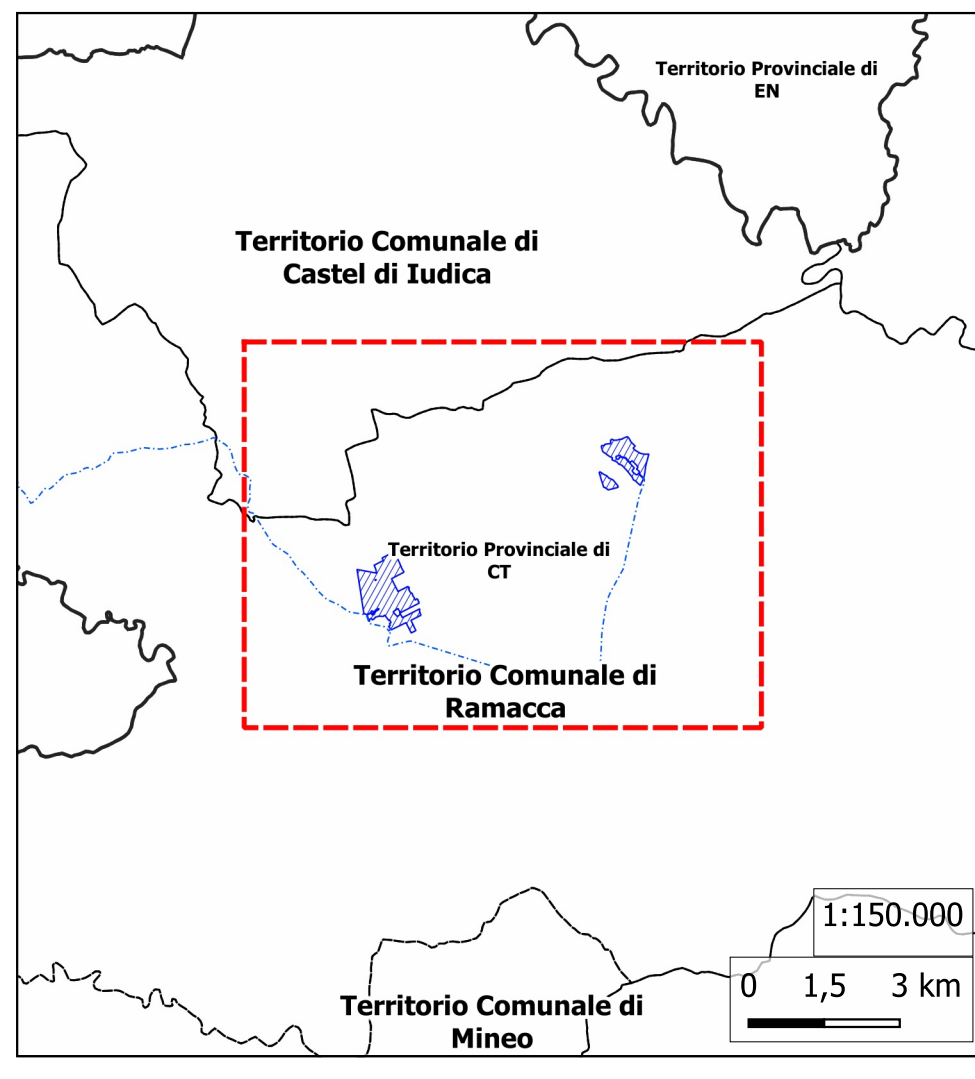 Territorio Provinciale di
EN
Territorio Comunale di
Castel di Iudica
Territorio Provinciale di
CT
Territorio Comunale di
Ramacca
1:150.000
0 1,5 3 km
Territorio Comunale di
Mineo